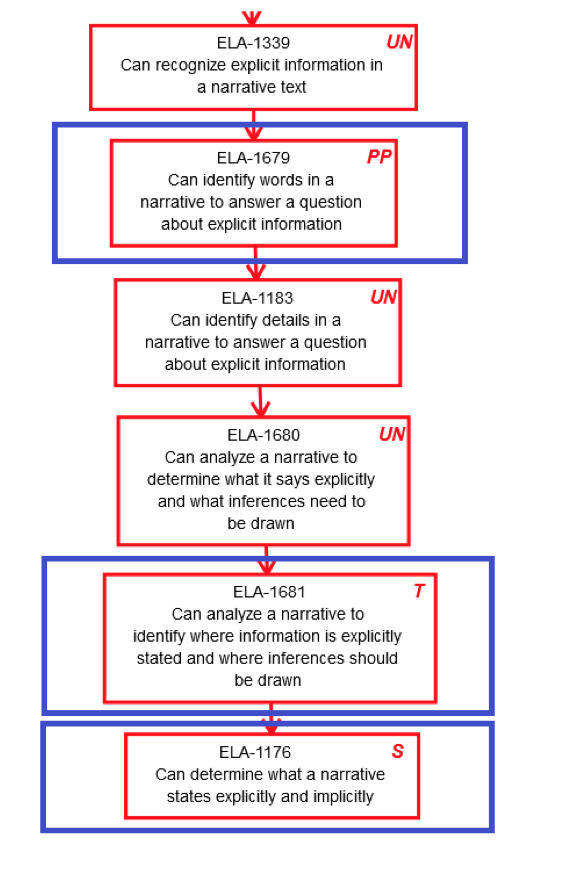 ELA-1339 UN
Can recognize explicit information in
a narrative text
ELA-1679 PP
Can identify words in a
narrative to answer a question
about explicit information
ELA-1183 UN
Can identify details in a
narrative to answer a question
about explicit information
ELA-1680 UN
Can analyze a narrative to
determine what it says explicitly
and what inferences need to
be drawn
ELA-1681 T
Can analyze a narrative to
identify where information is explicitly
stated and where inferences should
be drawn
ELA-1176 S
Can determine what a narrative
states explicitly and implicitly